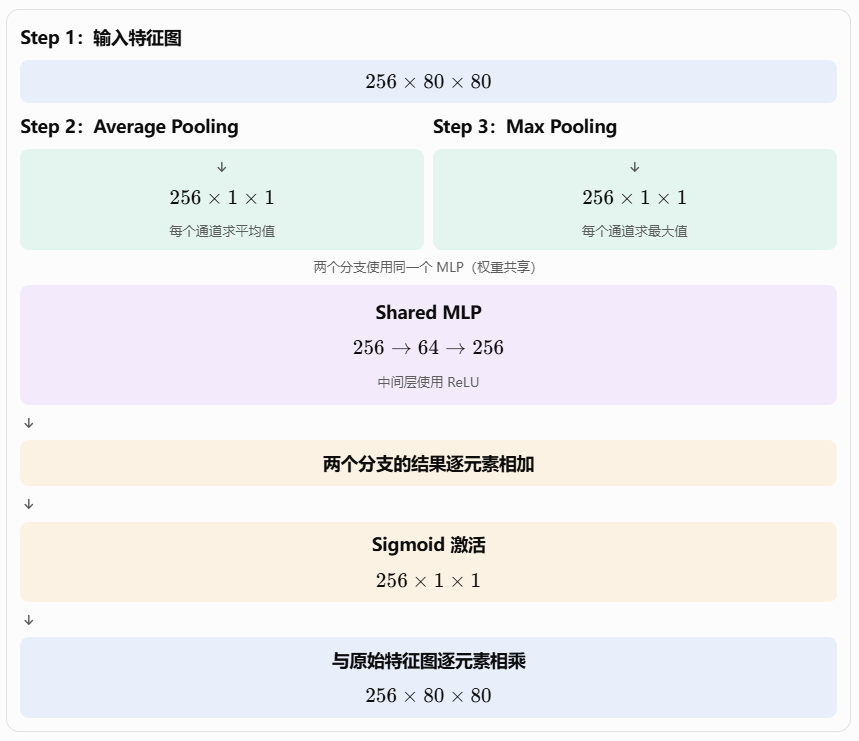 Step 1：输入特征图
256 × 80 × 80
Step 2：Average Pooling
Step 3：Max Pooling
↓
↓
256 × 1 × 1
256 × 1 × 1
每个通道求平均值
每个通道求最大值
两个分支使用同一个 MLP（权重共享）
Shared MLP
256 → 64 → 256
中间层使用 ReLU
↓
两个分支的结果逐元素相加
↓
Sigmoid 激活
256 × 1 × 1
↓
与原始特征图逐元素相乘
256 × 80 × 80